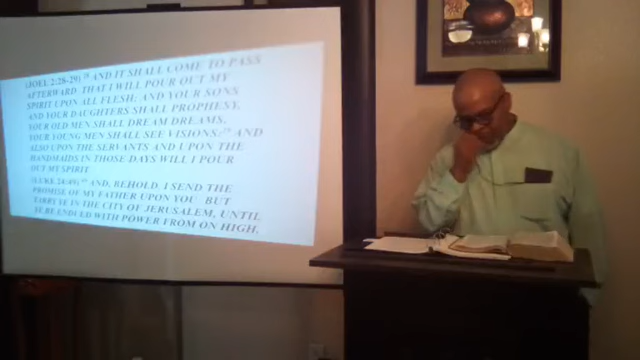 (JOEL 2:28-29) 28 AND IT SHALL COME TO PASS
AFTERWARD, THAT I WILL POUR OUT MY
SPIRIT UPON ALL FLESH; AND YOUR SONS
AND YOUR DAUGHTERS SHALL PROPHESY,
YOUR OLD MEN SHALL DREAM DREAMS,
YOUR YOUNG MEN SHALL SEE VISIONS: 29 AND
ALSO UPON THE SERVANTS AND UPON THE
HANDMAIDS IN THOSE DAYS WILL I POUR
OUT MY SPIRIT
(LUKE 24:49) 49 AND, BEHOLD, I SEND THE
PROMISE OF MY FATHER UPON YOU: BUT
TARRY YE IN THE CITY OF JERUSALEM, UNTIL
YE BE ENDUED WITH POWER FROM ON HIGH.